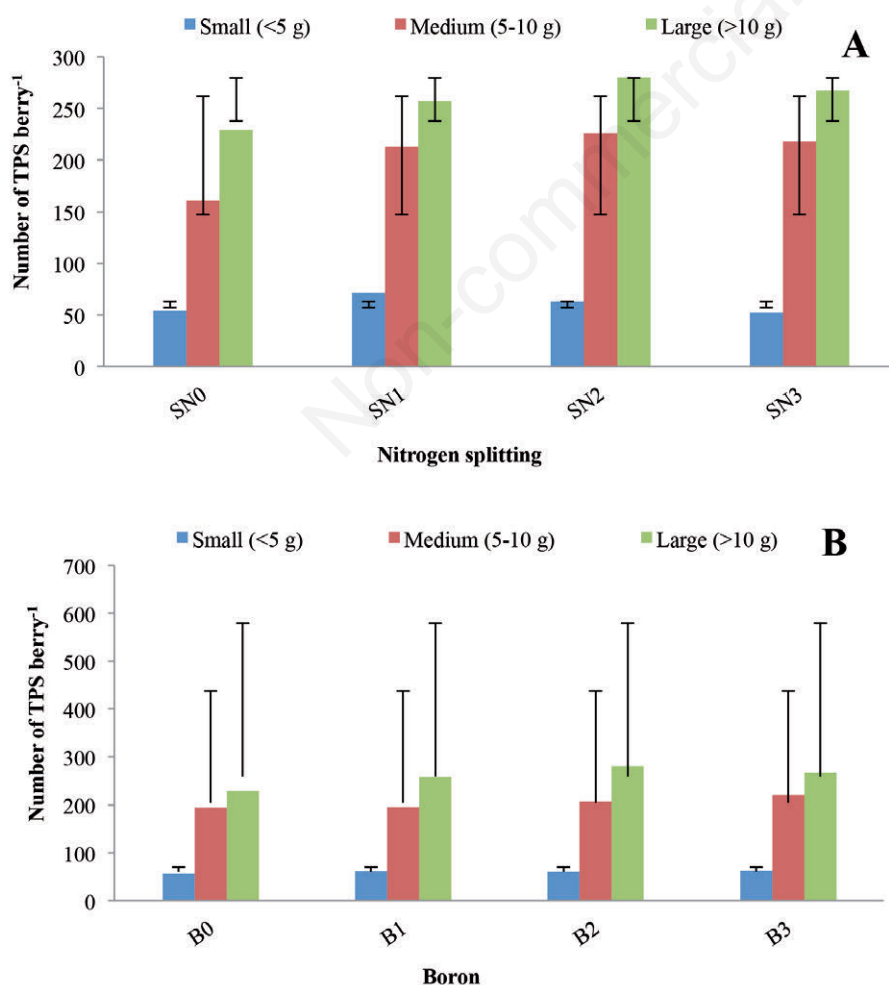 Small (<5 g) Medium (5-10 g) Large (>10 g)
A
300
250
200
150
100
50
0
Number of TPS berry-1
SN0 SN1 SN2 SN3
Nitrogen splitting
Non-commercial
Small (<5 g) Medium (5-10 g) Large (>10 g)
B
700
600
500
400
300
200
100
0
Number of TPS berry-1
B0 B1 B2 B3
Boron